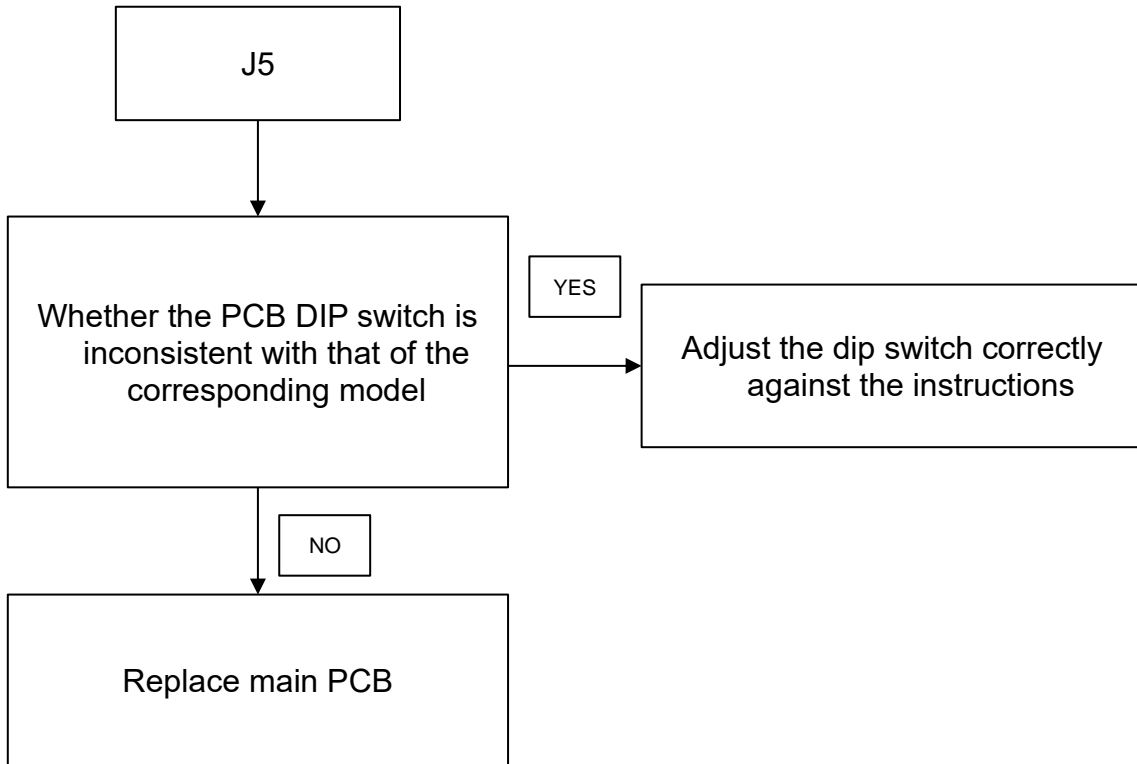 J5
Whether the PCB DIP switch is
inconsistent with that of the
corresponding model
YES
Adjust the dip switch correctly
against the instructions
NO
Replace main PCB